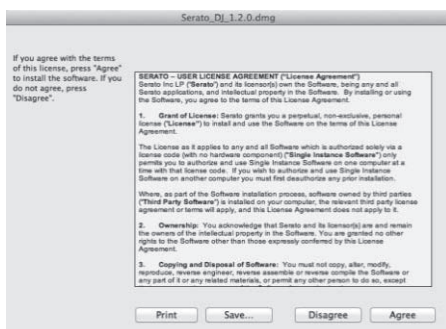 Serato_DJ_1.2.0.dmg
If you agree with the terms
of this license, press "Agree"
to install the software. If you
do not agree, press
"Disagree".
SERATO – USER LICENSE AGREEMENT ("License Agreement")
Serato Inc LP ("Serato") and its licensor(s) own the Software, being any and all
Serato applications, and intellectual property in the Software. By installing or using
the Software, you agree to the terms of this License Agreement.
1. Grant of License: Serato grants you a perpetual, non-exclusive, personal
license ("License") to install and use the Software on the terms of this License
Agreement.
The License as it applies to any and all Software which is authorized solely via a
license code (with no hardware component) ("Single Instance Software") only
permits you to authorize and use Single Instance Software on one computer at a
time with that license code. If you wish to authorize and use Single Instance
Software on another computer you must first deauthorize any prior installation.
Where, as part of the Software installation process, software owned by third parties
("Third Party Software") is installed on your computer, the relevant third party license
agreement or terms will apply, and this License Agreement does not apply to it.
2. Ownership: You acknowledge that Serato and its licensor(s) are and remain
the owners of the intellectual property in the Software. You are granted no other
rights to the Software other than those expressly conferred by this License
Agreement.
3. Copying and Disposal of Software: You must not copy, alter, modify,
reproduce, reverse engineer, reverse assemble or reverse compile the Software or
any part of it or any related materials, or permit any other person to do so, except
Print Save... Disagree Agree